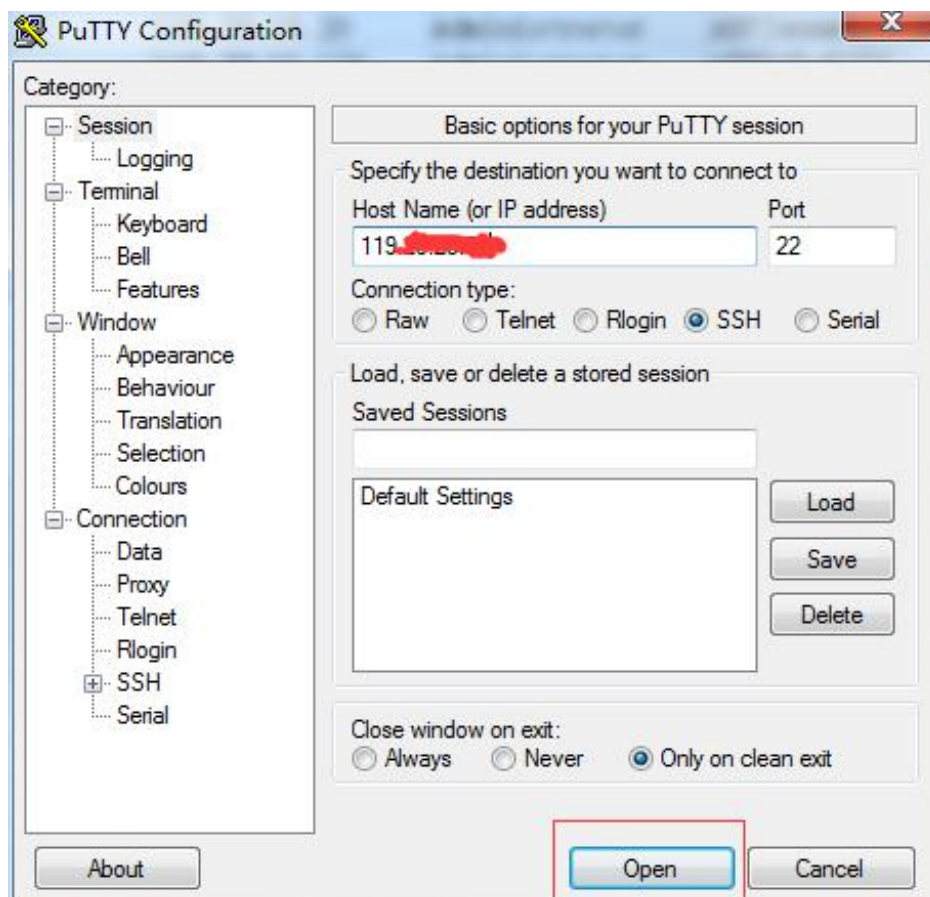 PuTTY Configuration
Category:
Session
Logging
Terminal
Keyboard
Bell
Features
Window
Appearance
Behaviour
Translation
Selection
Colours
Connection
Data
Proxy
Telnet
Rlogin
SSH
Serial
About
Basic options for your PuTTY session
Specify the destination you want to connect to
Host Name (or IP address) Port
119. 22
Connection type:
Raw Telnet Rlogin SSH Serial
Load, save or delete a stored session
Saved Sessions
Default Settings
Load
Save
Delete
Close window on exit:
Always Never Only on clean exit
Open Cancel